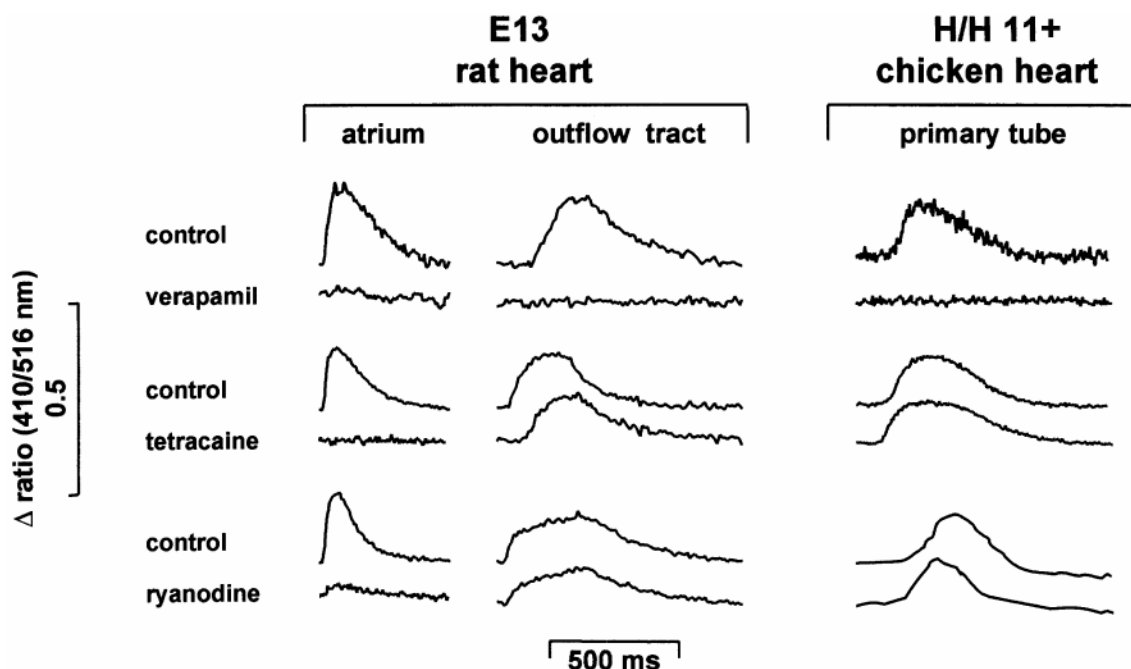 E13
rat heart
H/H 11+
chicken heart
atrium
outflow tract
primary tube
control
verapamil
control
tetracaine
control
ryanodine
Δ ratio (410/516 nm)
0.5
500 ms